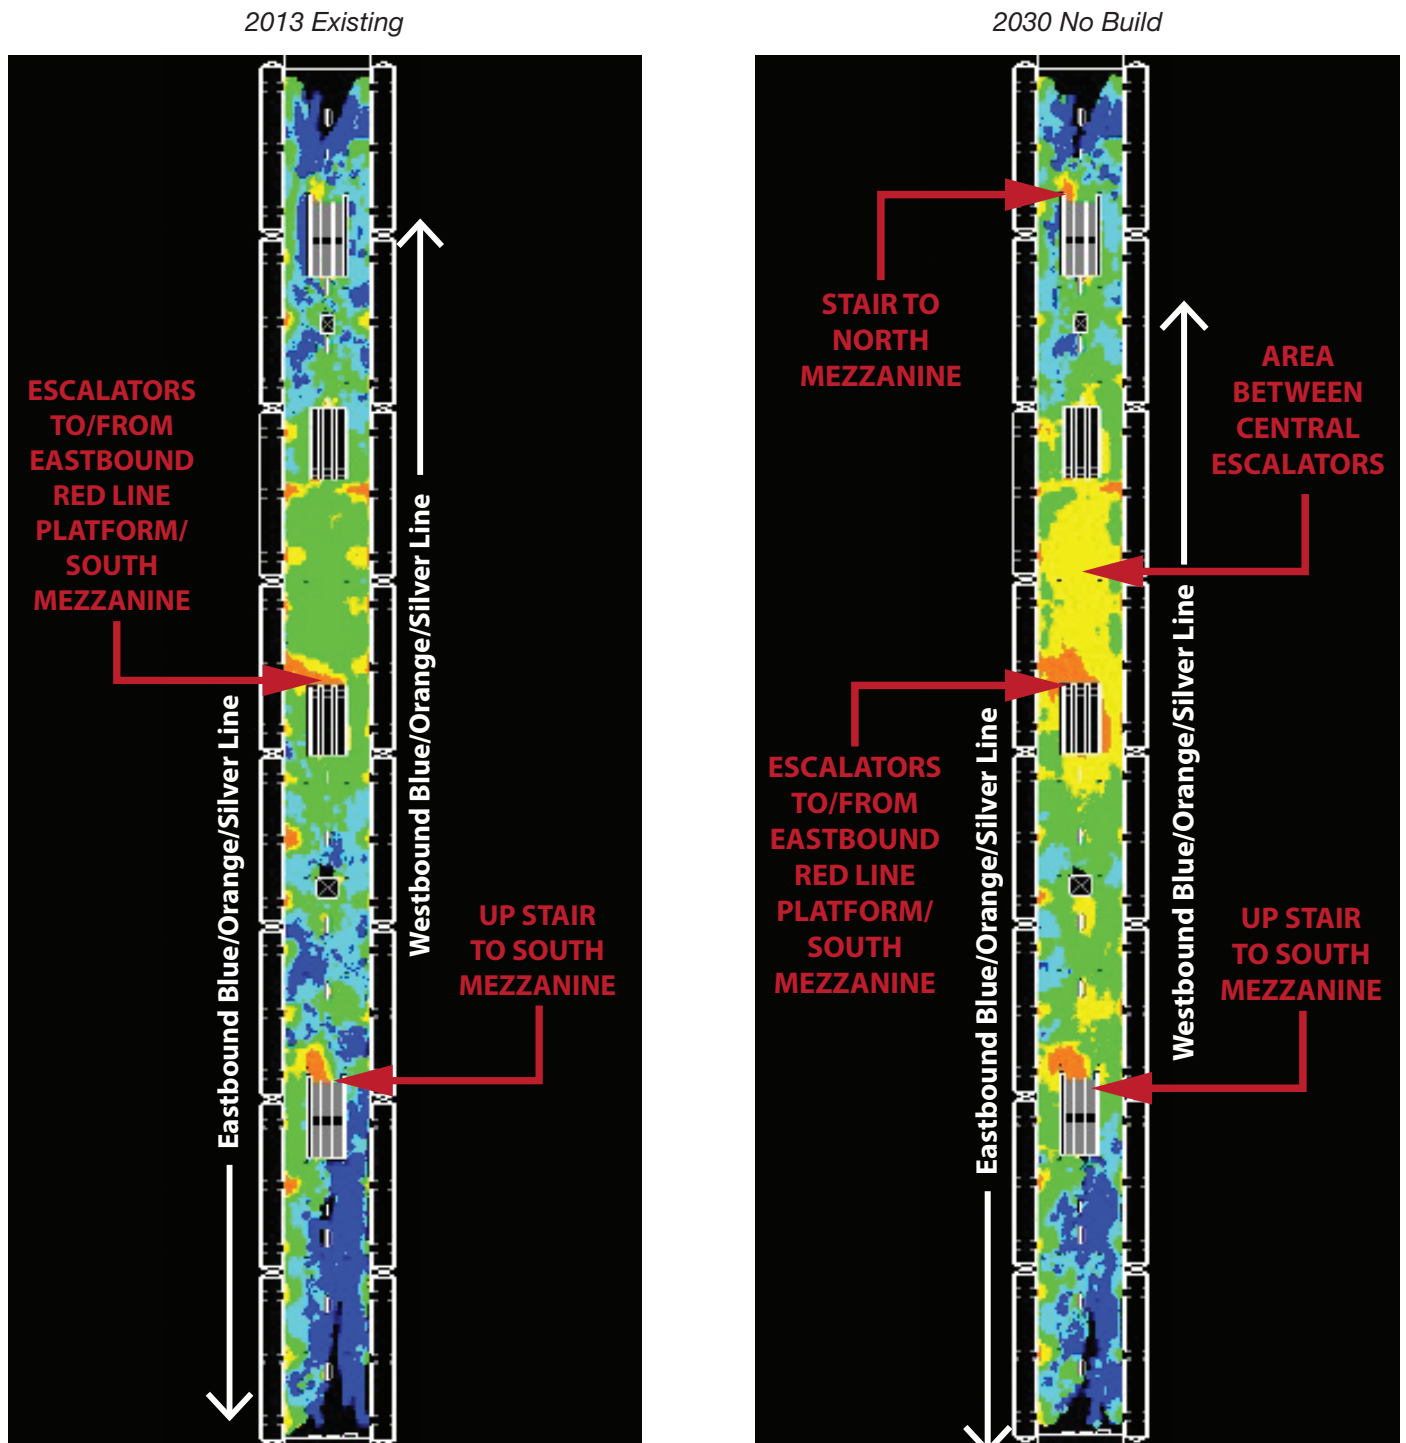 2013 Existing
2030 No Build
ESCALATORS
TO/FROM
EASTBOUND
RED LINE
PLATFORM/
SOUTH
MEZZANINE
Eastbound Blue/Orange/Silver Line
Westbound Blue/Orange/Silver Line
UP STAIR
TO SOUTH
MEZZANINE
STAIR TO
NORTH
MEZZANINE
AREA
BETWEEN
CENTRAL
ESCALATORS
ESCALATORS
TO/FROM
EASTBOUND
RED LINE
PLATFORM/
SOUTH
MEZZANINE
Eastbound Blue/Orange/Silver Line
Westbound Blue/Orange/Silver Line
UP STAIR
TO SOUTH
MEZZANINE